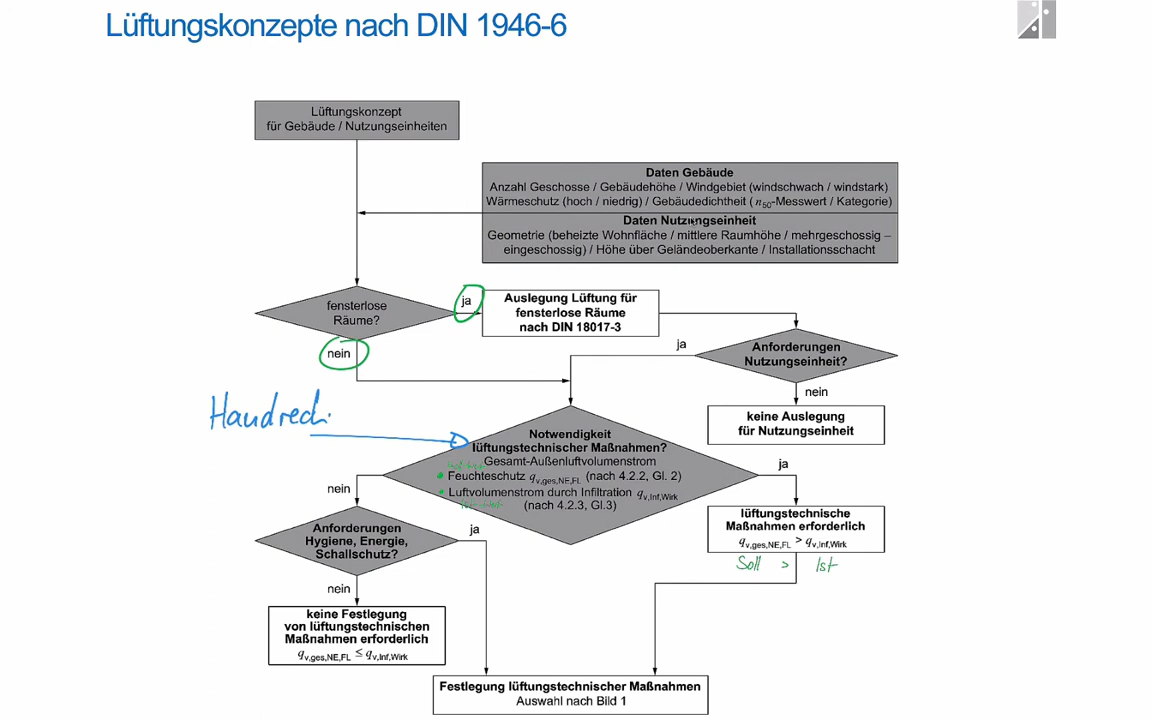 Lüftungskonzepte nach DIN 1946-6
Lüftungskonzept
für Gebäude / Nutzungseinheiten
Daten Gebäude
Anzahl Geschosse / Gebäudehöhe / Windgebiet (windschwach / windstark)
Wärmeschutz (hoch / niedrig) / Gebäudedichtheit ( n50-Messwert / Kategorie)
Daten Nutzungseinheit
Geometrie (beheizte Wohnfläche / mittlere Raumhöhe / mehrgeschossig –
eingeschossig) / Höhe über Geländeoberkante / Installationsschacht
fensterlose
Räume?
ja
Auslegung Lüftung für
fensterlose Räume
nach DIN 18017-3
nein
ja
Anforderungen
Nutzungseinheit?
nein
keine Auslegung
für Nutzungseinheit
Handrech.
Notwendigkeit
lüftungstechnischer Maßnahmen?
Gesamt-Außenluftvolumenstrom
Feuchteschutz qv,ges,NE,FL (nach 4.2.2, Gl. 2)
Luftvolumenstrom durch Infiltration qv,Inf,Wirk
(nach 4.2.3, Gl.3)
nein
ja
Anforderungen
Hygiene, Energie,
Schallschutz?
ja
lüftungstechnische
Maßnahmen erforderlich
qv,ges,NE,FL > qv,Inf,Wirk
Soll > Ist
nein
keine Festlegung
von lüftungstechnischen
Maßnahmen erforderlich
qv,ges,NE,FL ≤ qv,Inf,Wirk
Festlegung lüftungstechnischer Maßnahmen
Auswahl nach Bild 1